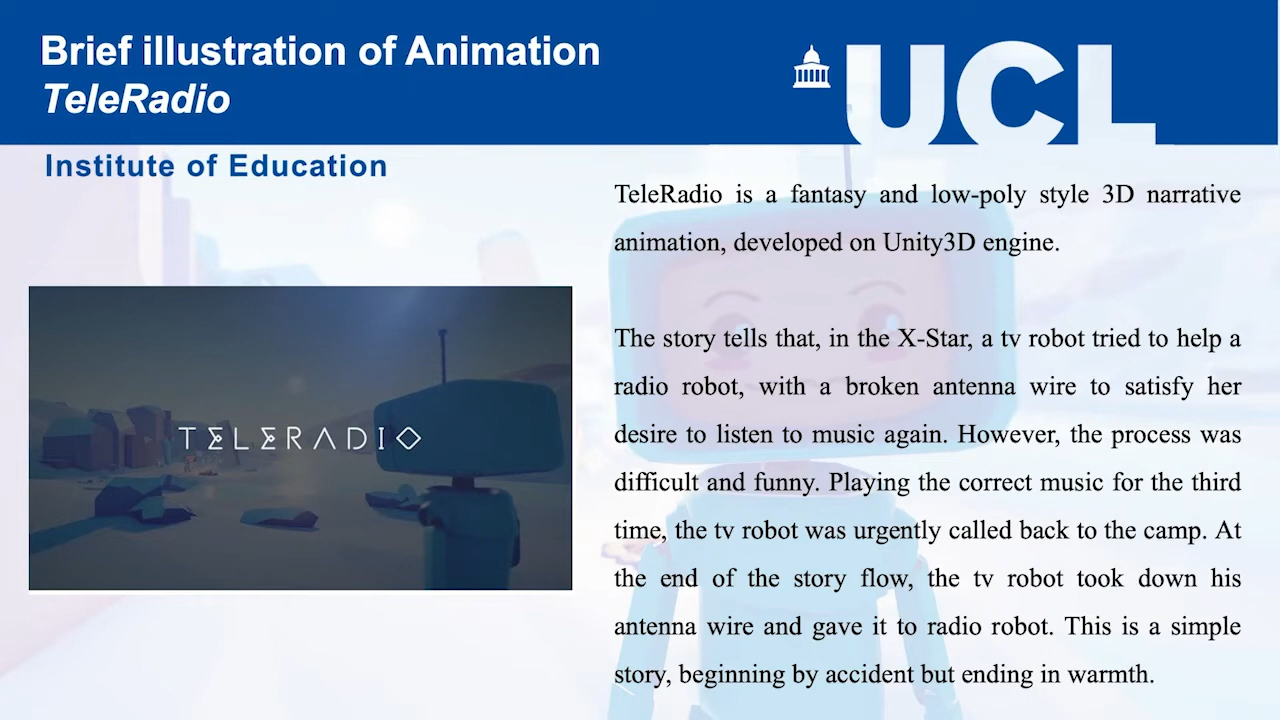 Brief illustration of Animation
TeleRadio
UCL
Institute of Education
TELERADIO
TeleRadio is a fantasy and low-poly style 3D narrative
animation, developed on Unity3D engine.
The story tells that, in the X-Star, a tv robot tried to help a
radio robot, with a broken antenna wire to satisfy her
desire to listen to music again. However, the process was
difficult and funny. Playing the correct music for the third
time, the tv robot was urgently called back to the camp. At
the end of the story flow, the tv robot took down his
antenna wire and gave it to radio robot. This is a simple
story, beginning by accident but ending in warmth.